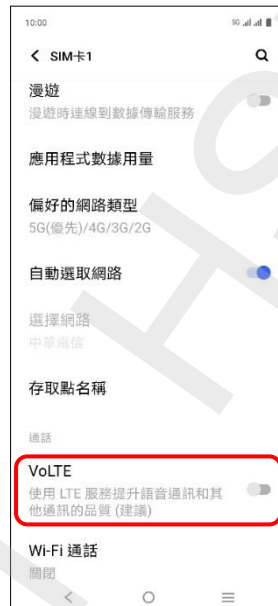 10:00
5G
SIM卡1
漫遊
漫遊時連線到數據傳輸服務
應用程式數據用量
偏好的網路類型
5G(優先)/4G/3G/2G
自動選取網路
選擇網路
中華電信
存取點名稱
通話
VoLTE
使用 LTE 服務提升語音通訊和其
他通訊的品質 (建議)
Wi-Fi 通話
關閉